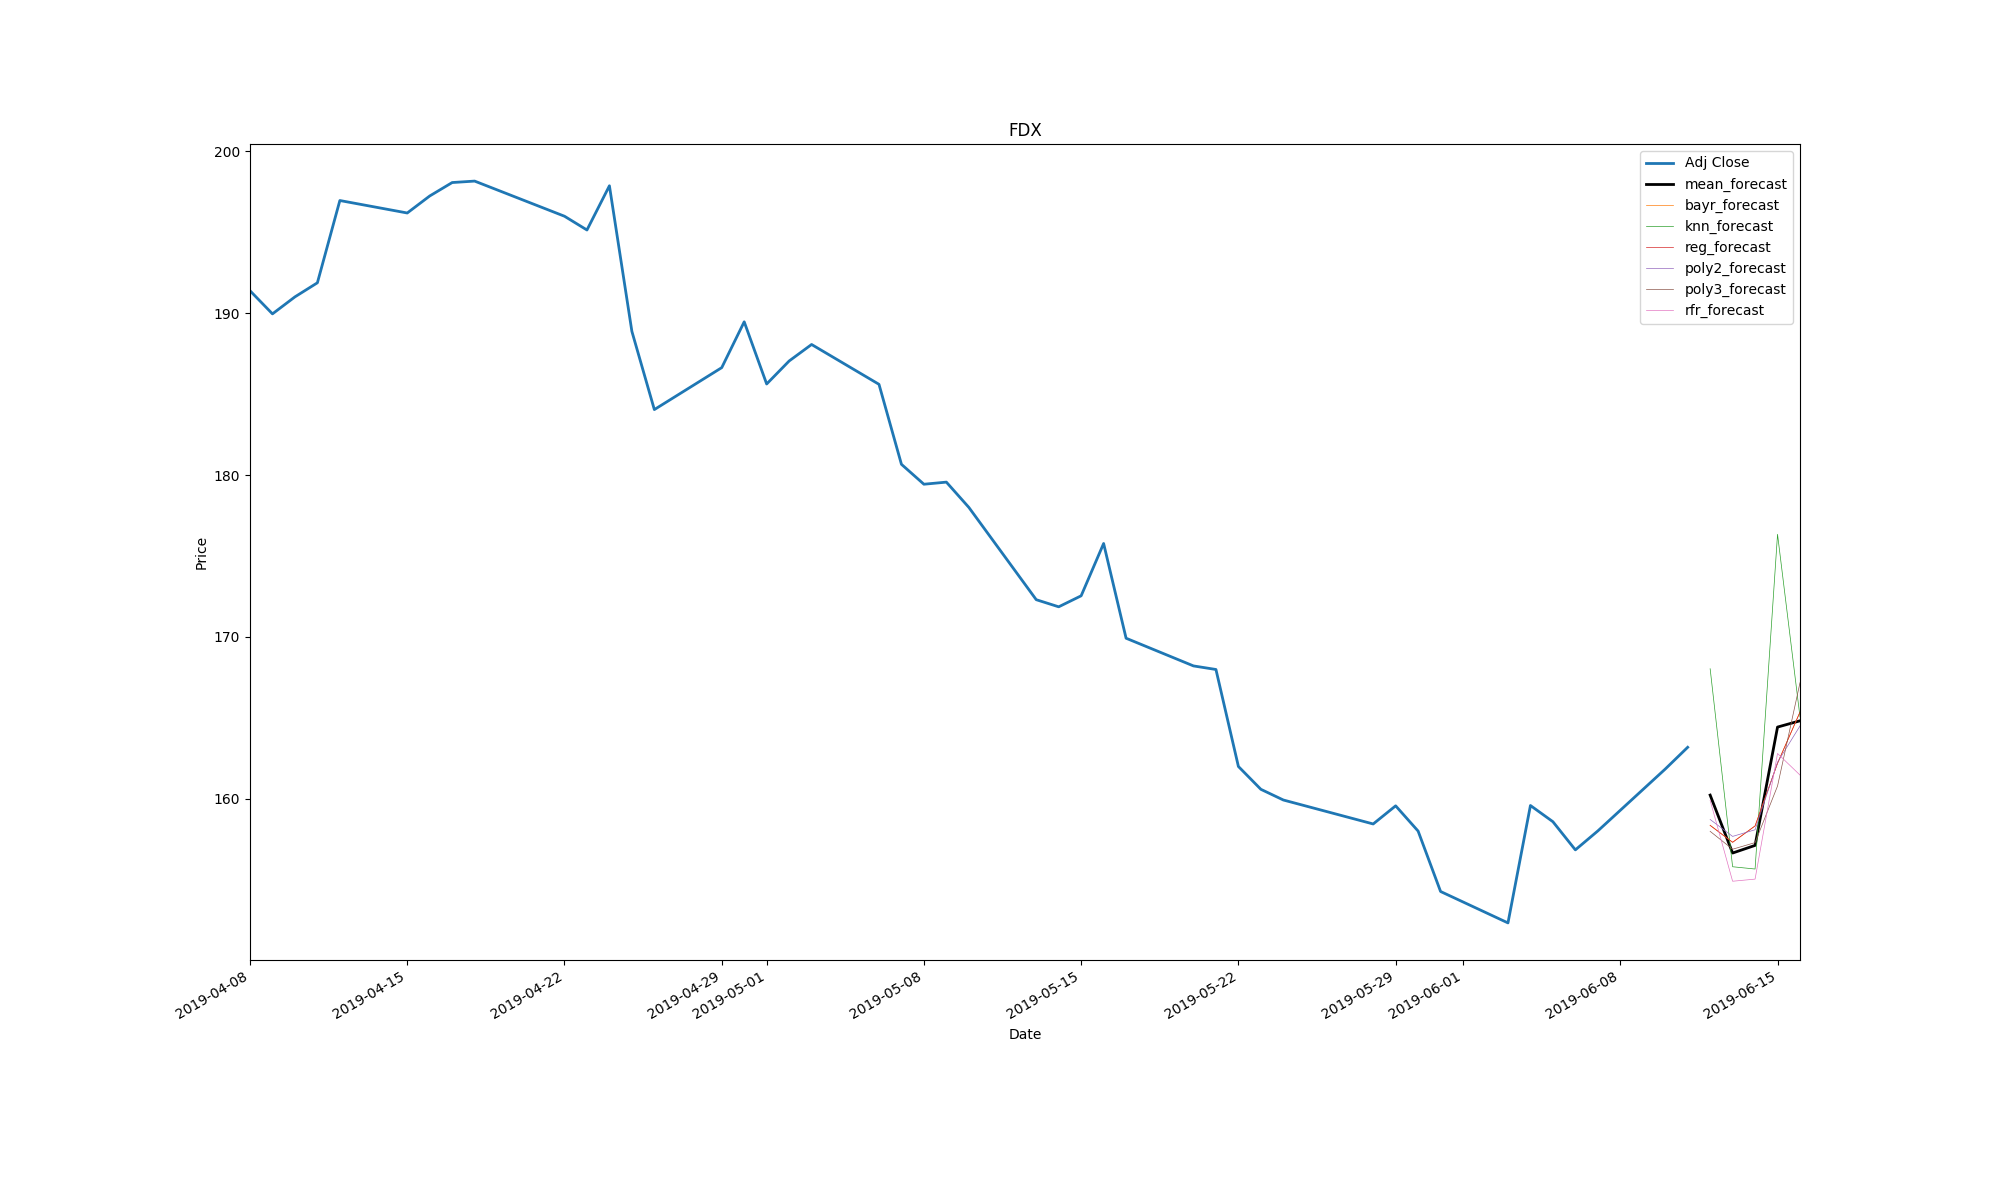 FDX
200
190
180
170
160
Price
Adj Close
mean_forecast
bayr_forecast
knn_forecast
reg_forecast
poly2_forecast
poly3_forecast
rfr_forecast
2019-04-08
2019-04-15
2019-04-22
2019-04-29
2019-05-01
2019-05-08
2019-05-15
2019-05-22
2019-05-29
2019-06-01
2019-06-08
2019-06-15
Date